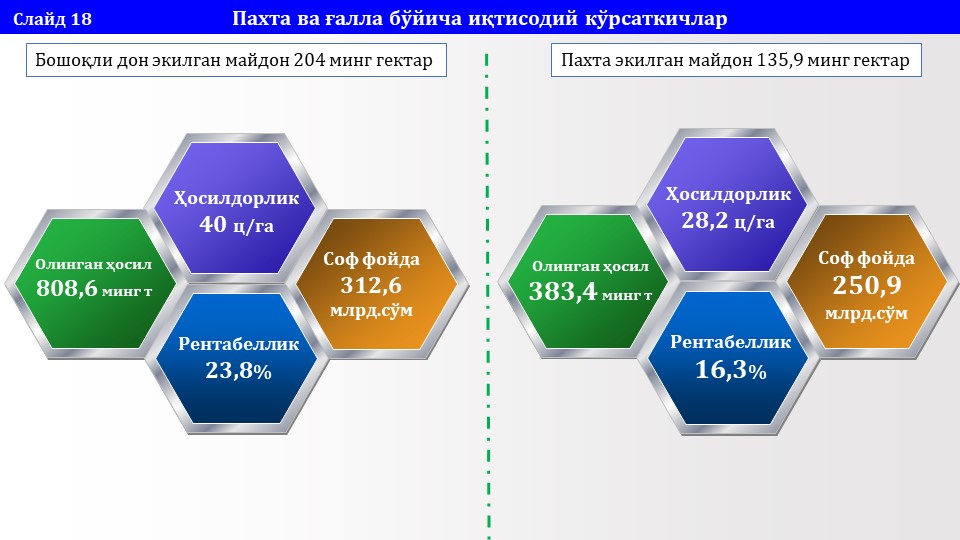 Слайд 18
Пахта ва ғалла бўйича иқтисодий кўрсаткичлар
Бошоқли дон экилган майдон 204 минг гектар
Ҳосилдорлик
40 ц/га
Олинган ҳосил
808,6 минг т
Соф фойда
312,6
млрд.сўм
Рентабеллик
23,8%
Пахта экилган майдон 135,9 минг гектар
Ҳосилдорлик
28,2 ц/га
Олинган ҳосил
383,4 минг т
Соф фойда
250,9
млрд.сўм
Рентабеллик
16,3%